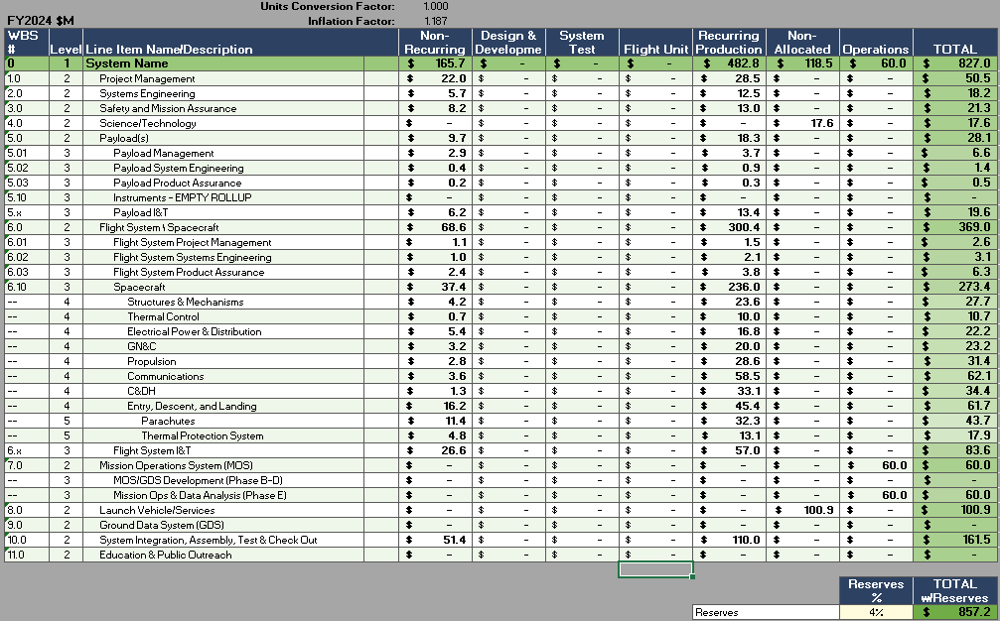 Units Conversion Factor: 1.000
FY2024 $M Inflation Factor: 1.187
WBS # Level Line Item Name/Description Non-Recurring Design & Developme System Test Flight Unit Recurring Production Non-Allocated Operations TOTAL
0 1 System Name $ 165.7 $ - $ - $ - $ 482.8 $ 118.5 $ 60.0 $ 827.0
1.0 2 Project Management $ 22.0 $ - $ - $ - $ 28.5 $ - $ - $ 50.5
2.0 2 Systems Engineering $ 5.7 $ - $ - $ - $ 12.5 $ - $ - $ 18.2
3.0 2 Safety and Mission Assurance $ 8.2 $ - $ - $ - $ 13.0 $ - $ - $ 21.3
4.0 2 Science/Technology $ - $ - $ - $ - $ - $ 17.6 $ - $ 17.6
5.0 2 Payload(s) $ 9.7 $ - $ - $ - $ 18.3 $ - $ - $ 28.1
5.01 3 Payload Management $ 2.9 $ - $ - $ - $ 3.7 $ - $ - $ 6.6
5.02 3 Payload System Engineering $ 0.4 $ - $ - $ - $ 0.9 $ - $ - $ 1.4
5.03 3 Payload Product Assurance $ 0.2 $ - $ - $ - $ 0.3 $ - $ - $ 0.5
5.10 3 Instruments - EMPTY ROLLUP $ - $ - $ - $ - $ - $ - $ - $ -
5.x 3 Payload I&T $ 6.2 $ - $ - $ - $ 13.4 $ - $ - $ 19.6
6.0 2 Flight System \ Spacecraft $ 68.6 $ - $ - $ - $ 300.4 $ - $ - $ 369.0
6.01 3 Flight System Project Management $ 1.1 $ - $ - $ - $ 1.5 $ - $ - $ 2.6
6.02 3 Flight System Systems Engineering $ 1.0 $ - $ - $ - $ 2.1 $ - $ - $ 3.1
6.03 3 Flight System Product Assurance $ 2.4 $ - $ - $ - $ 3.8 $ - $ - $ 6.3
6.10 3 Spacecraft $ 37.4 $ - $ - $ - $ 236.0 $ - $ - $ 273.4
-- 4 Structures & Mechanisms $ 4.2 $ - $ - $ - $ 23.6 $ - $ - $ 27.7
-- 4 Thermal Control $ 0.7 $ - $ - $ - $ 10.0 $ - $ - $ 10.7
-- 4 Electrical Power & Distribution $ 5.4 $ - $ - $ - $ 16.8 $ - $ - $ 22.2
-- 4 GN&C $ 3.2 $ - $ - $ - $ 20.0 $ - $ - $ 23.2
-- 4 Propulsion $ 2.8 $ - $ - $ - $ 28.6 $ - $ - $ 31.4
-- 4 Communications $ 3.6 $ - $ - $ - $ 58.5 $ - $ - $ 62.1
-- 4 C&DH $ 1.3 $ - $ - $ - $ 33.1 $ - $ - $ 34.4
-- 4 Entry, Descent, and Landing $ 16.2 $ - $ - $ - $ 45.4 $ - $ - $ 61.7
-- 5 Parachutes $ 11.4 $ - $ - $ - $ 32.3 $ - $ - $ 43.7
-- 5 Thermal Protection System $ 4.8 $ - $ - $ - $ 13.1 $ - $ - $ 17.9
6.x 3 Flight System I&T $ 26.6 $ - $ - $ - $ 57.0 $ - $ - $ 83.6
7.0 2 Mission Operations System (MOS) $ - $ - $ - $ - $ - $ - $ 60.0 $ 60.0
-- 3 MOS/GDS Development (Phase B-D) $ - $ - $ - $ - $ - $ - $ - $ -
-- 3 Mission Ops & Data Analysis (Phase E) $ - $ - $ - $ - $ - $ - $ 60.0 $ 60.0
8.0 2 Launch Vehicle/Services $ - $ - $ - $ - $ - $ 100.9 $ - $ 100.9
9.0 2 Ground Data System (GDS) $ - $ - $ - $ - $ - $ - $ - $ -
10.0 2 System Integration, Assembly, Test & Check Out $ 51.4 $ - $ - $ - $ 110.0 $ - $ - $ 161.5
11.0 2 Education & Public Outreach $ - $ - $ - $ - $ - $ - $ - $ -
Reserves % TOTAL w/Reserves
Reserves 4% $ 857.2